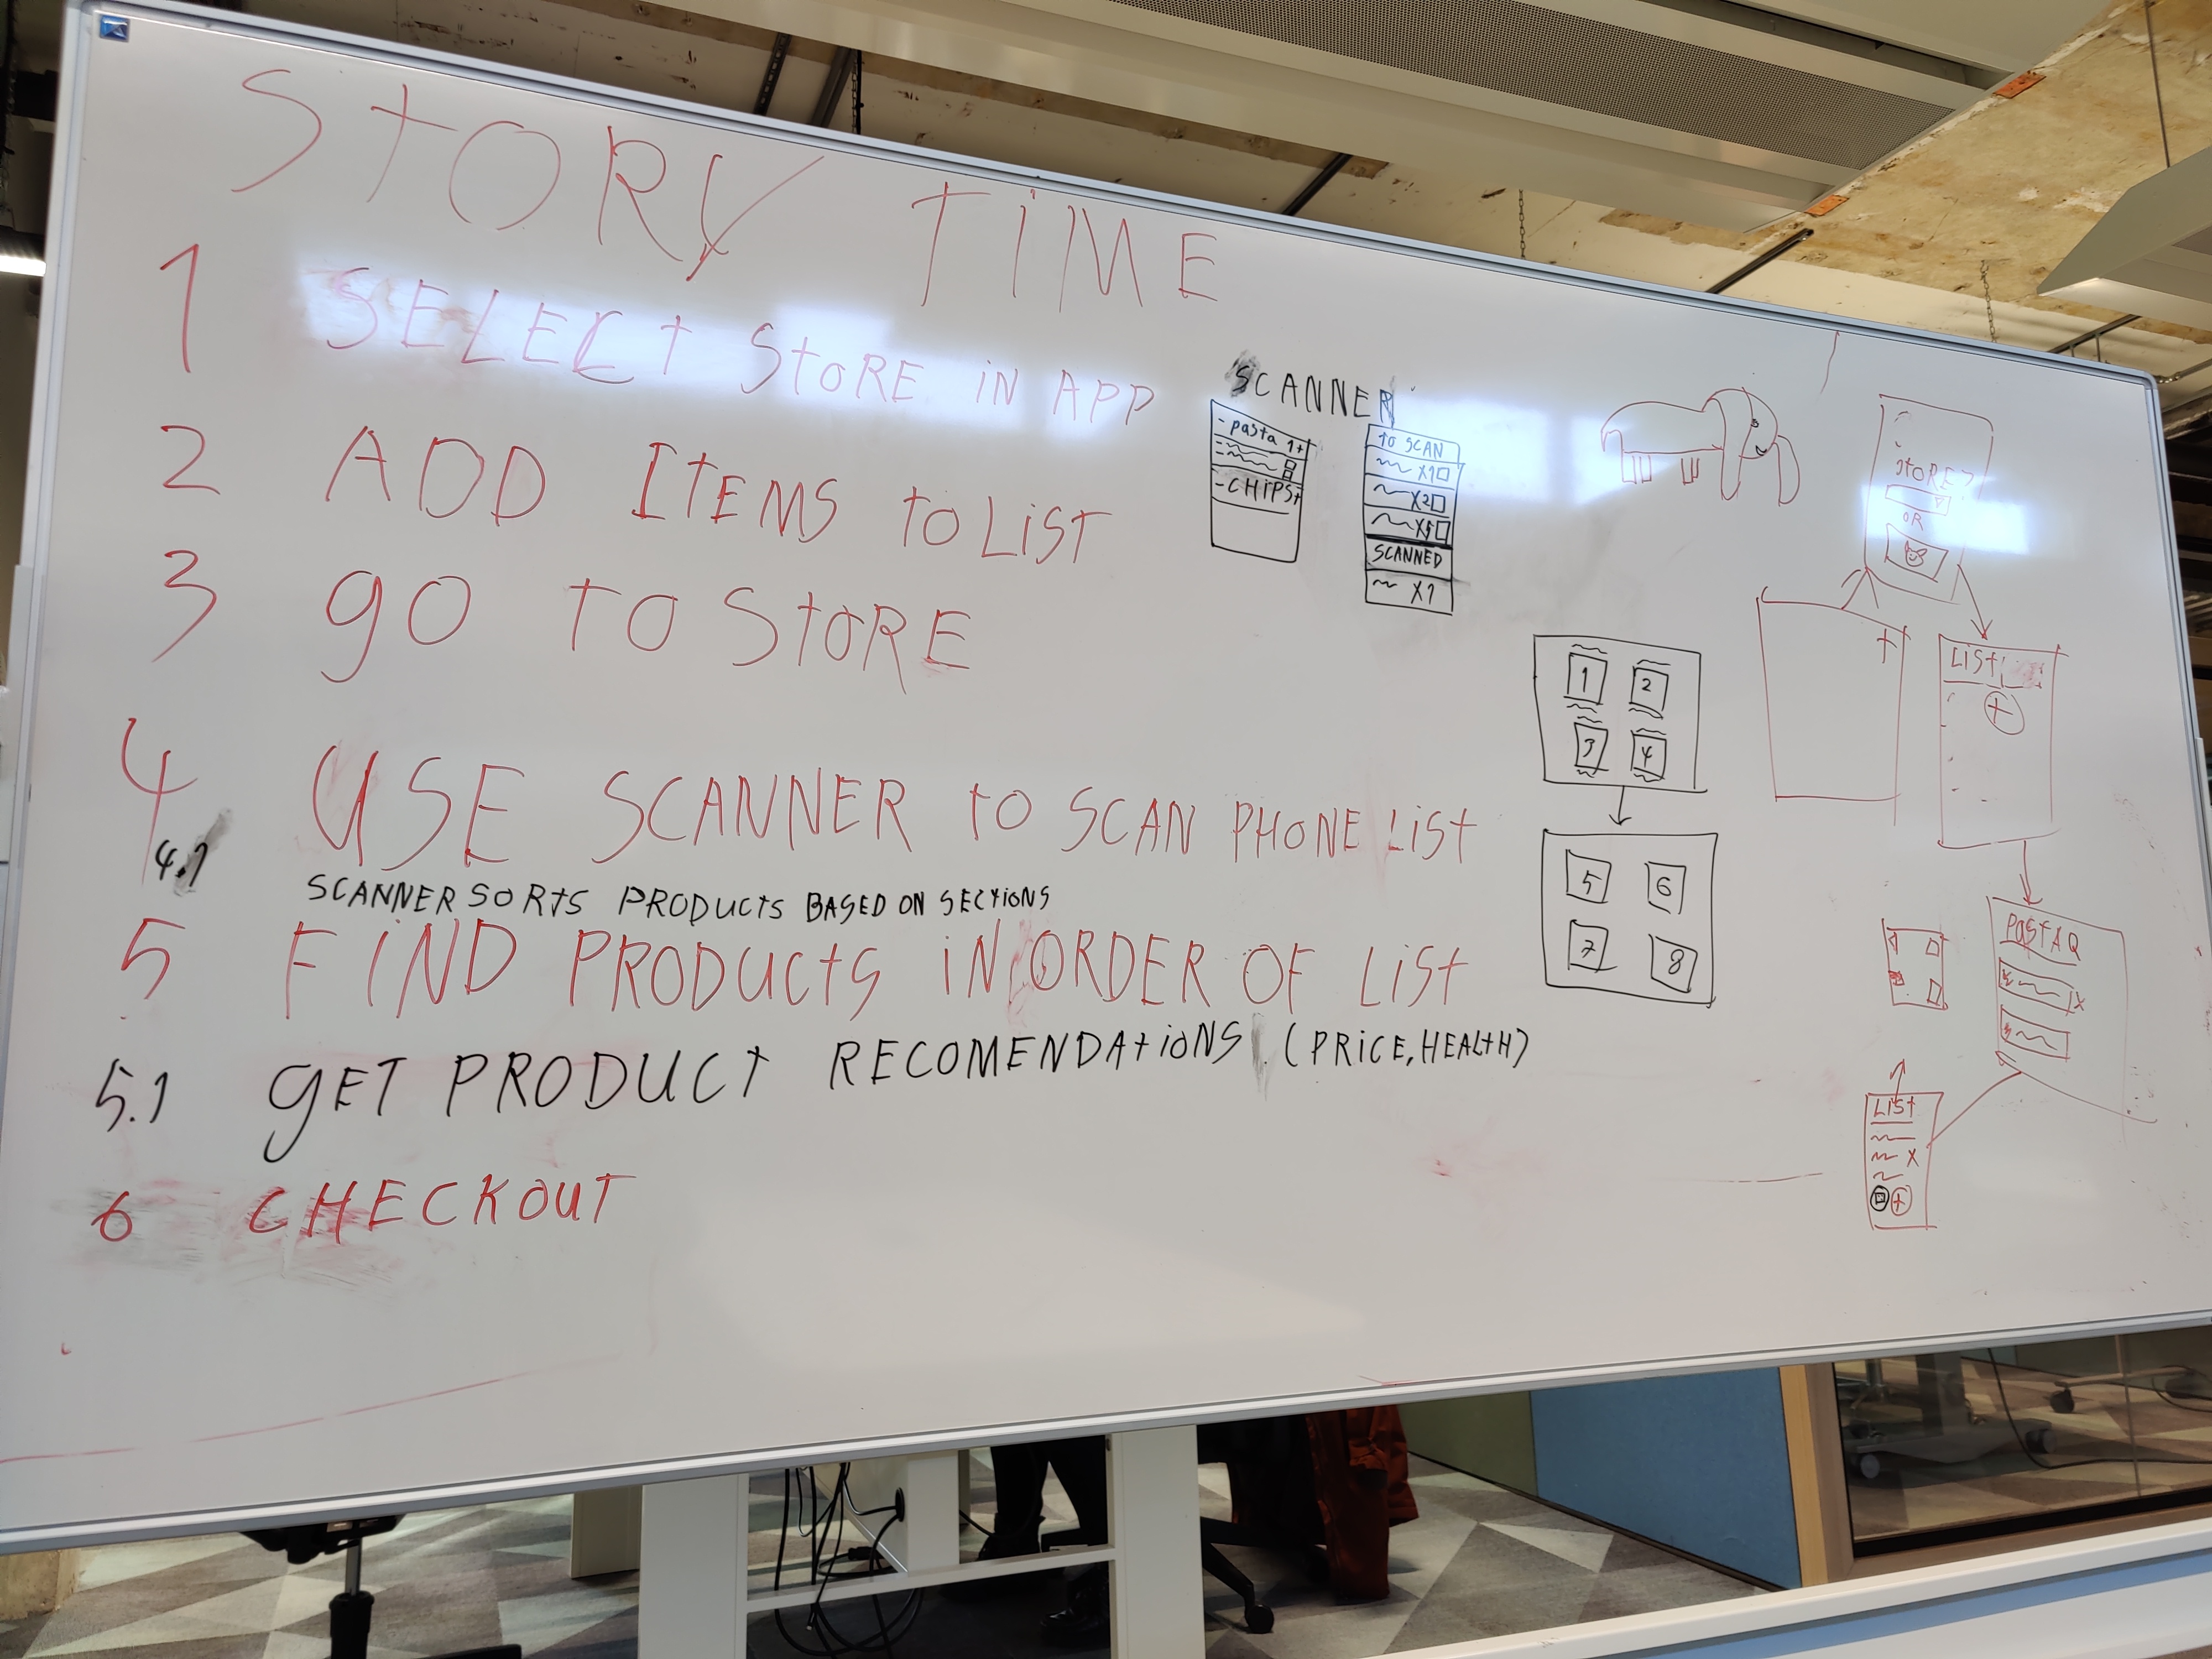 STORY TIME
1 SELECT STORE IN APP
2 ADD ITEMS TO LIST
3 GO TO STORE
4 USE SCANNER TO SCAN PHONE LIST
4.1 SCANNER SORTS PRODUCTS BASED ON SECTIONS
5 FIND PRODUCTS IN ORDER OF LIST
5.1 GET PRODUCT RECOMENDATIONS (PRICE, HEALTH)
6 CHECKOUT
SCANNER
- pasta 1+
- CHIPS+
TO SCAN
X1
X2
SCANNED
X1
1 2
3 4
5 6
7 8
STORE?
OR
+
LIST
+
PASTA Q
X
LIST
X
+